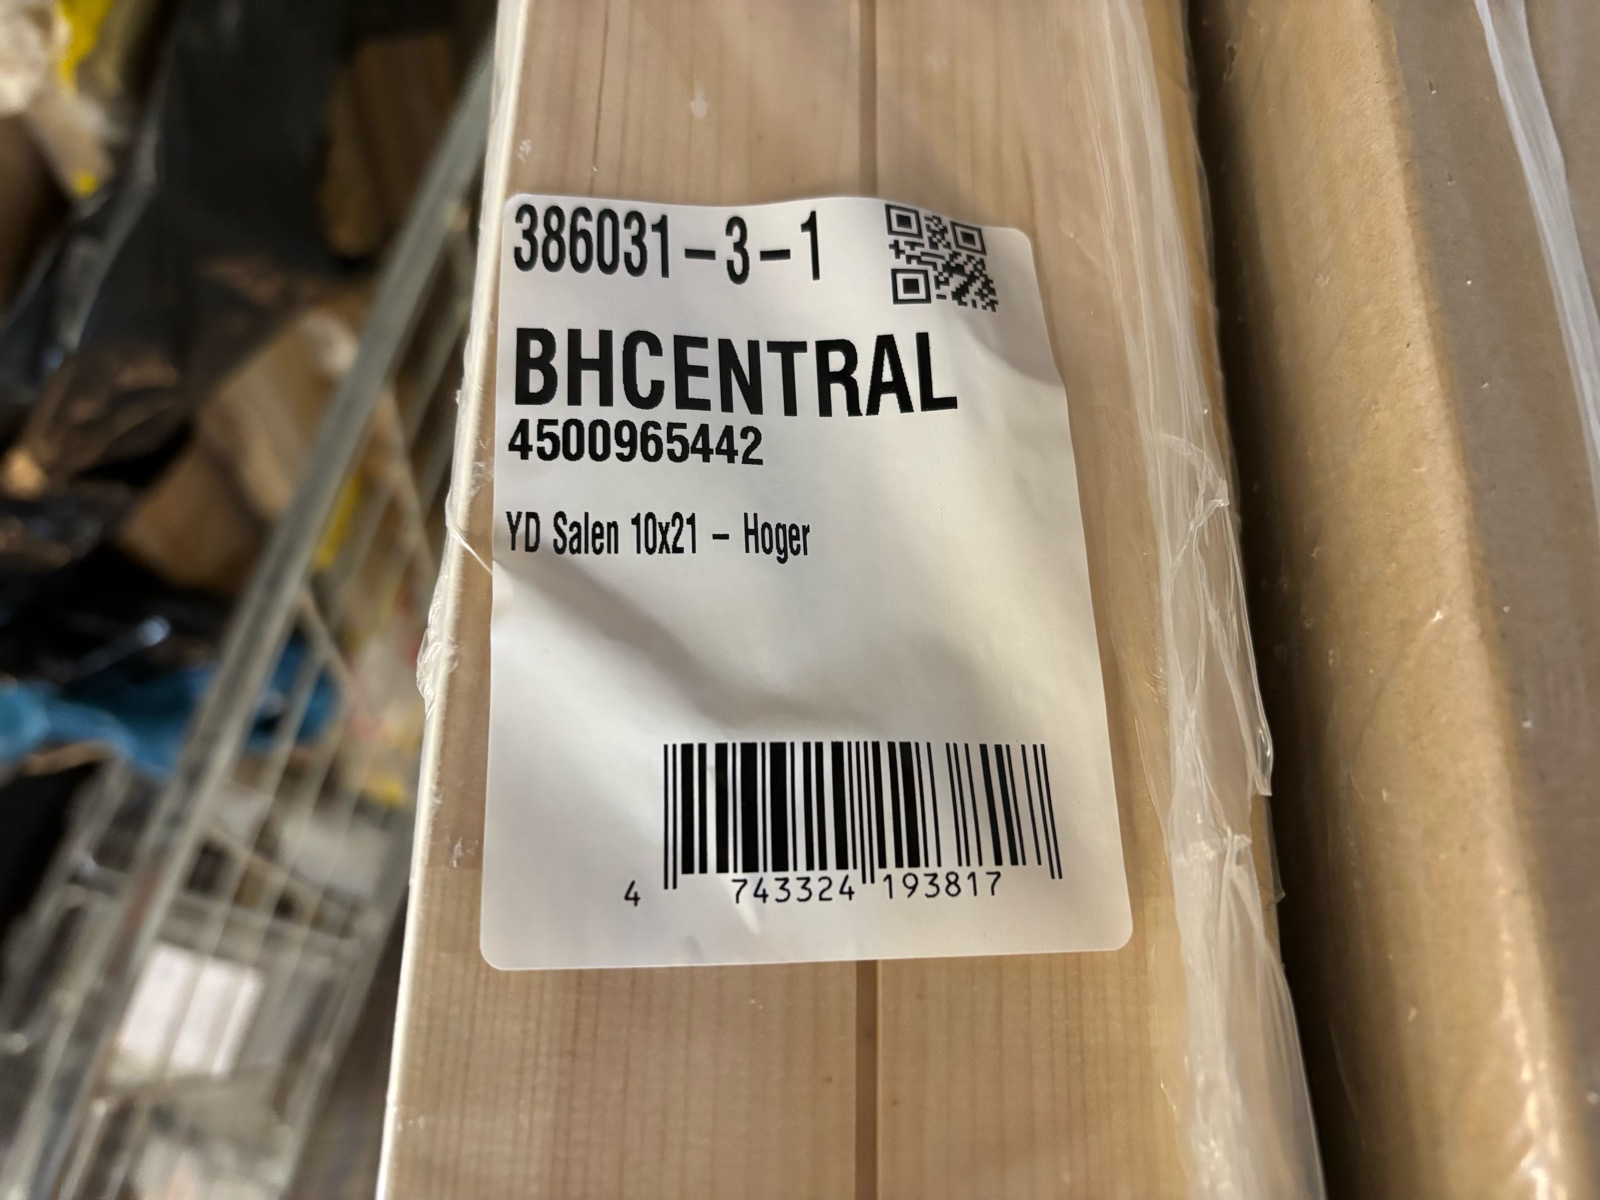 386031-3-1
BHCENTRAL
4500965442
YD Salen 10x21 - Hoger
4 743324 193817